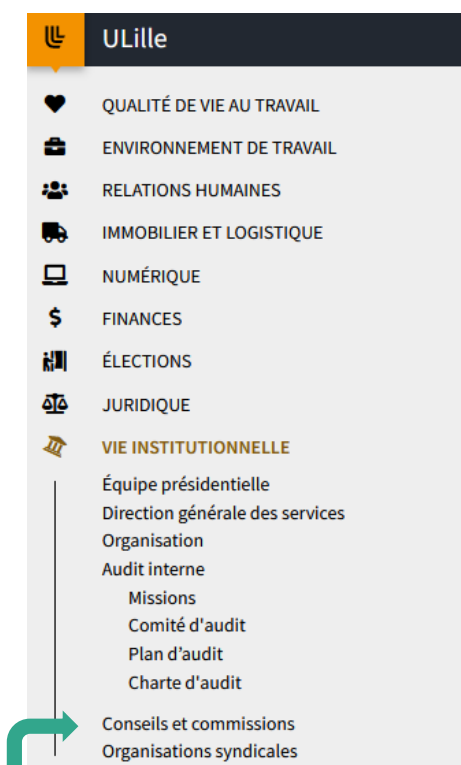 ULille
QUALITÉ DE VIE AU TRAVAIL
ENVIRONNEMENT DE TRAVAIL
RELATIONS HUMAINES
IMMOBILIER ET LOGISTIQUE
NUMÉRIQUE
FINANCES
ÉLECTIONS
JURIDIQUE
VIE INSTITUTIONNELLE
Équipe présidentielle
Direction générale des services
Organisation
Audit interne
Missions
Comité d'audit
Plan d’audit
Charte d'audit
Conseils et commissions
Organisations syndicales